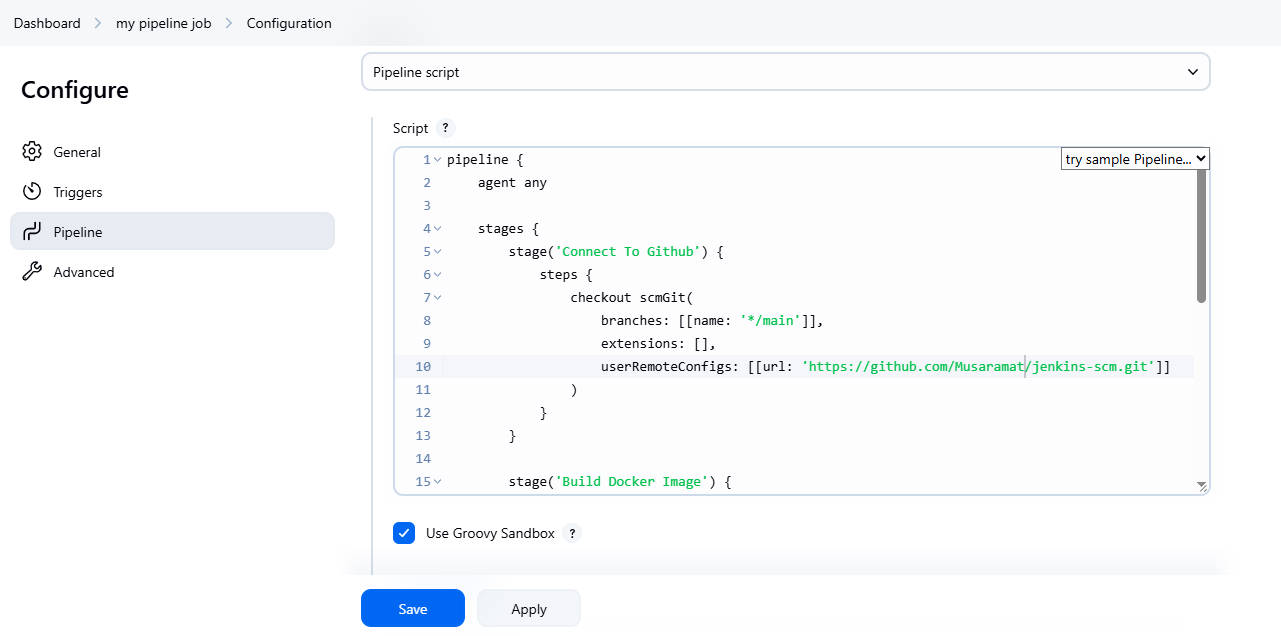 Dashboard > my pipeline job > Configuration
Configure
General
Triggers
Pipeline
Advanced
Pipeline script
Script ?
try sample Pipeline...
1 pipeline {
2     agent any
3
4     stages {
5         stage('Connect To Github') {
6             steps {
7                 checkout scmGit(
8                     branches: [[name: '*/main']],
9                     extensions: [],
10                     userRemoteConfigs: [[url: 'https://github.com/Musaramat/jenkins-scm.git']]
11                 )
12             }
13         }
14
15         stage('Build Docker Image') {
Use Groovy Sandbox ?
Save
Apply